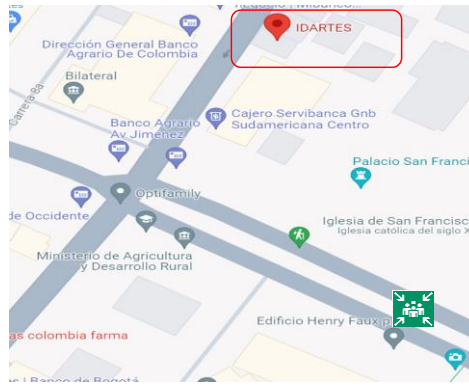 IDARTES
Dirección General Banco
Agrario De Colombia
Bilateral
Carrera 8a
Cajero Servibanca Gnb
Sudamericana Centro
Banco Agrario
Av Jiménez
Palacio San Franci
Optifamily
de Occidente
Iglesia de San Francisc
Iglesia católica del siglo X
Ministerio de Agricultura
y Desarrollo Rural
Edificio Henry Faux p
as colombia farma
es | Banco de Bogotá